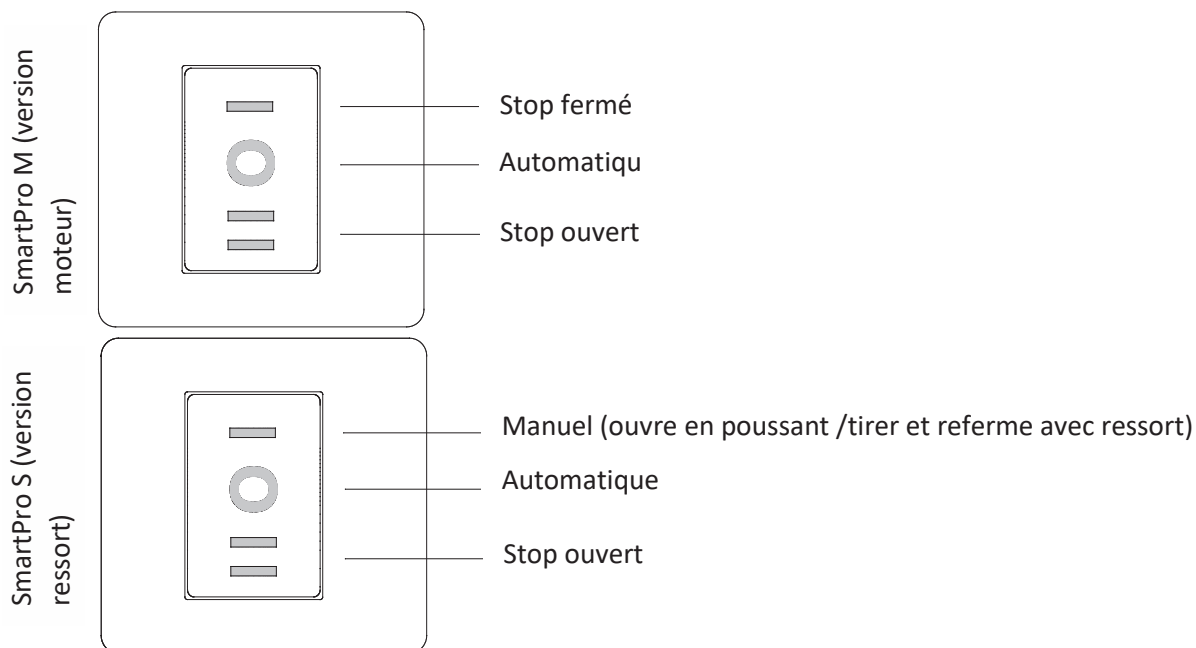 SmartPro M (version
moteur)
Stop fermé
Automatiqu
Stop ouvert
SmartPro S (version
ressort)
Manuel (ouvre en poussant /tirer et referme avec ressort)
Automatique
Stop ouvert